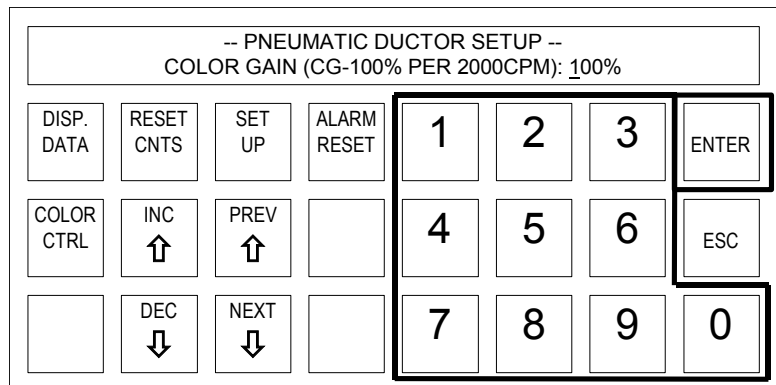 -- PNEUMATIC DUCTOR SETUP --
COLOR GAIN (CG-100% PER 2000CPM): 100%
DISP.
DATA
RESET
CNTS
SET
UP
ALARM
RESET
1
2
3
ENTER
COLOR
CTRL
INC
PREV
4
5
6
ESC
DEC
NEXT
7
8
9
0